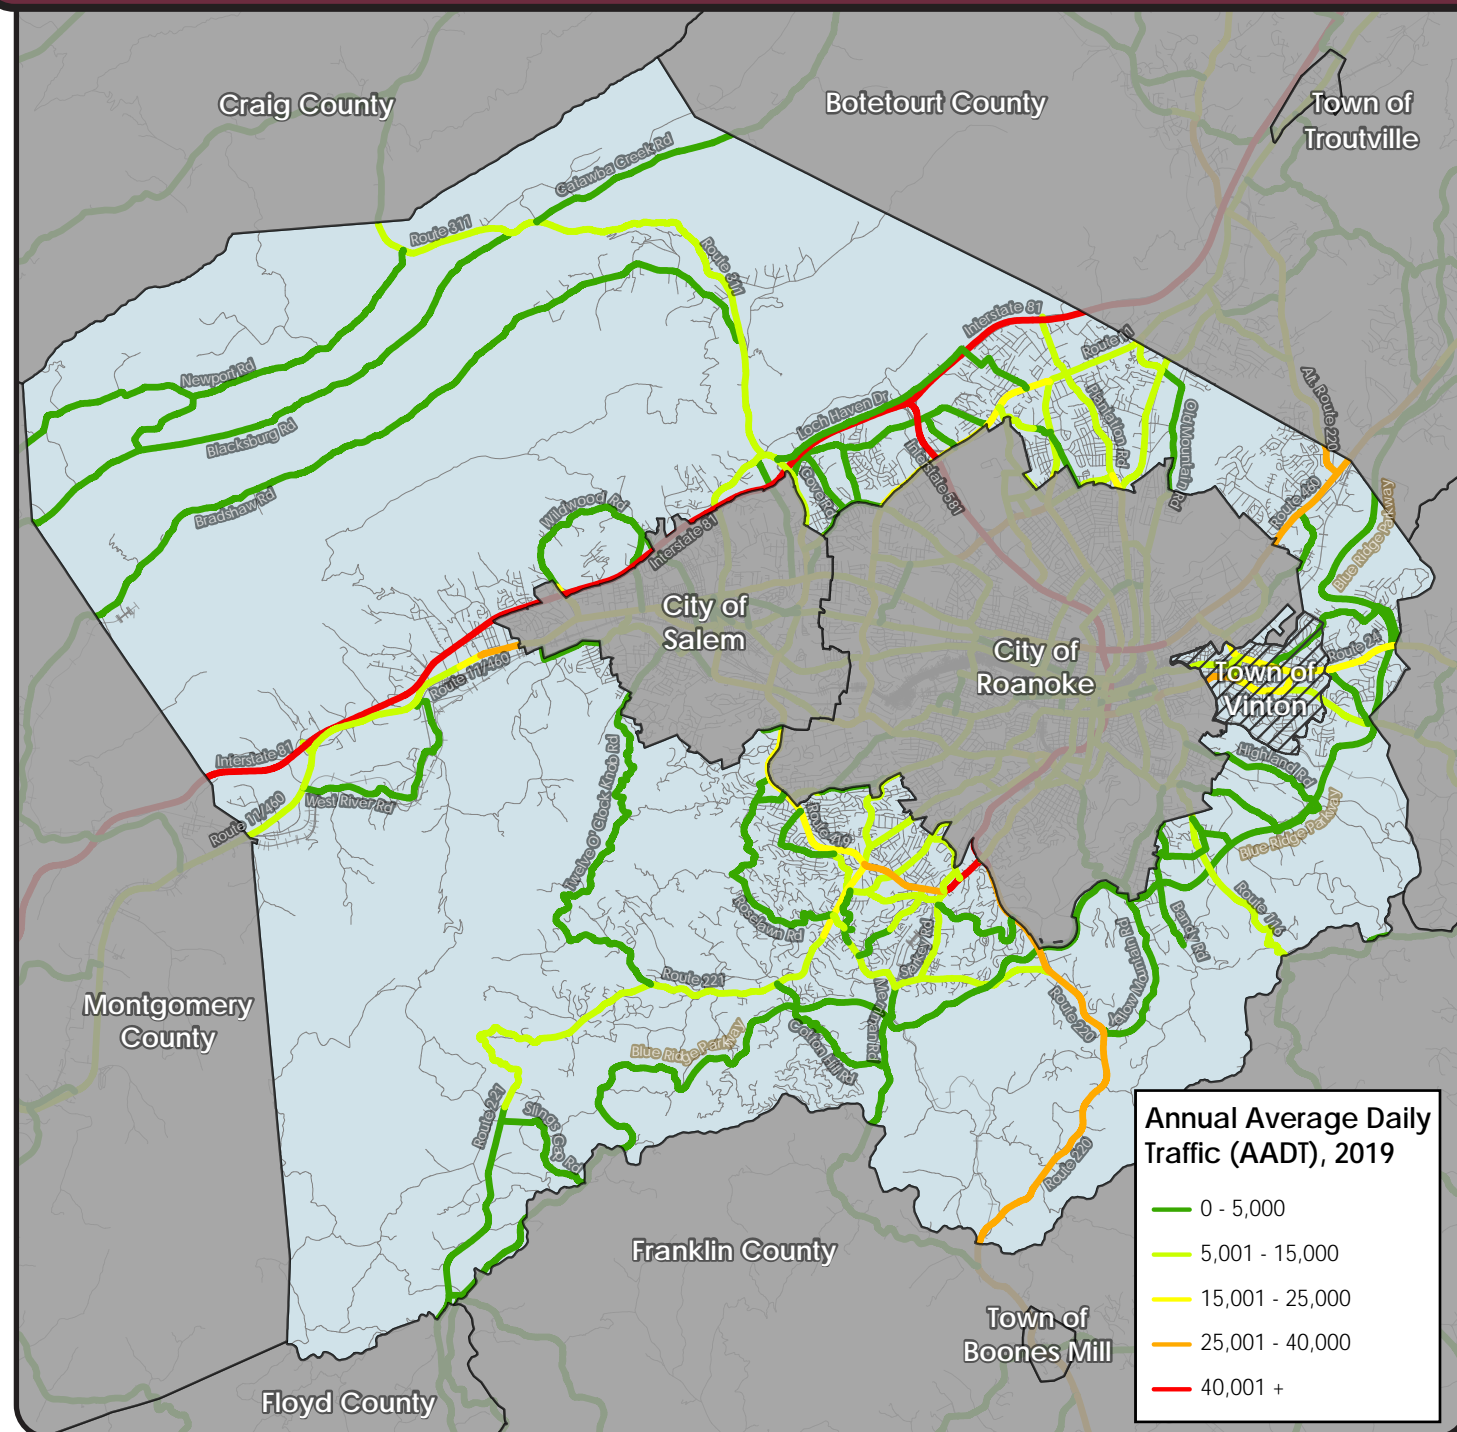 Craig County
Botetourt County
Town of
Troutville
Catawba Creek Rd
Route 311
Route 311
Interstate 81
Route 11
Newport Rd
Alt. Route 220
Loch Haven Dr
Plantation Rd
Old Mountain Rd
Blacksburg Rd
Bradshaw Rd
Cove Rd
Interstate 581
Route 460
Blue Ridge Parkway
Wildwood Rd
Interstate 81
City of
Salem
City of
Roanoke
Route 24
Town of
Vinton
Route 11/460
Interstate 81
Highland Rd
West River Rd
Route 11/460
Twelve O' Clock Knob Rd
Route 419
Blue Ridge Parkway
Roselawn Rd
Route 116
Bandy Rd
Starkey Rd
Yellow Mountain Rd
Route 221
Montgomery
County
Route 220
Blue Ridge Parkway
Cotton Hill Rd
Route 221
Slings Gap Rd
Route 220
Franklin County
Town of
Boones Mill
Floyd County
Annual Average Daily
Traffic (AADT), 2019
0 - 5,000
5,001 - 15,000
15,001 - 25,000
25,001 - 40,000
40,001 +